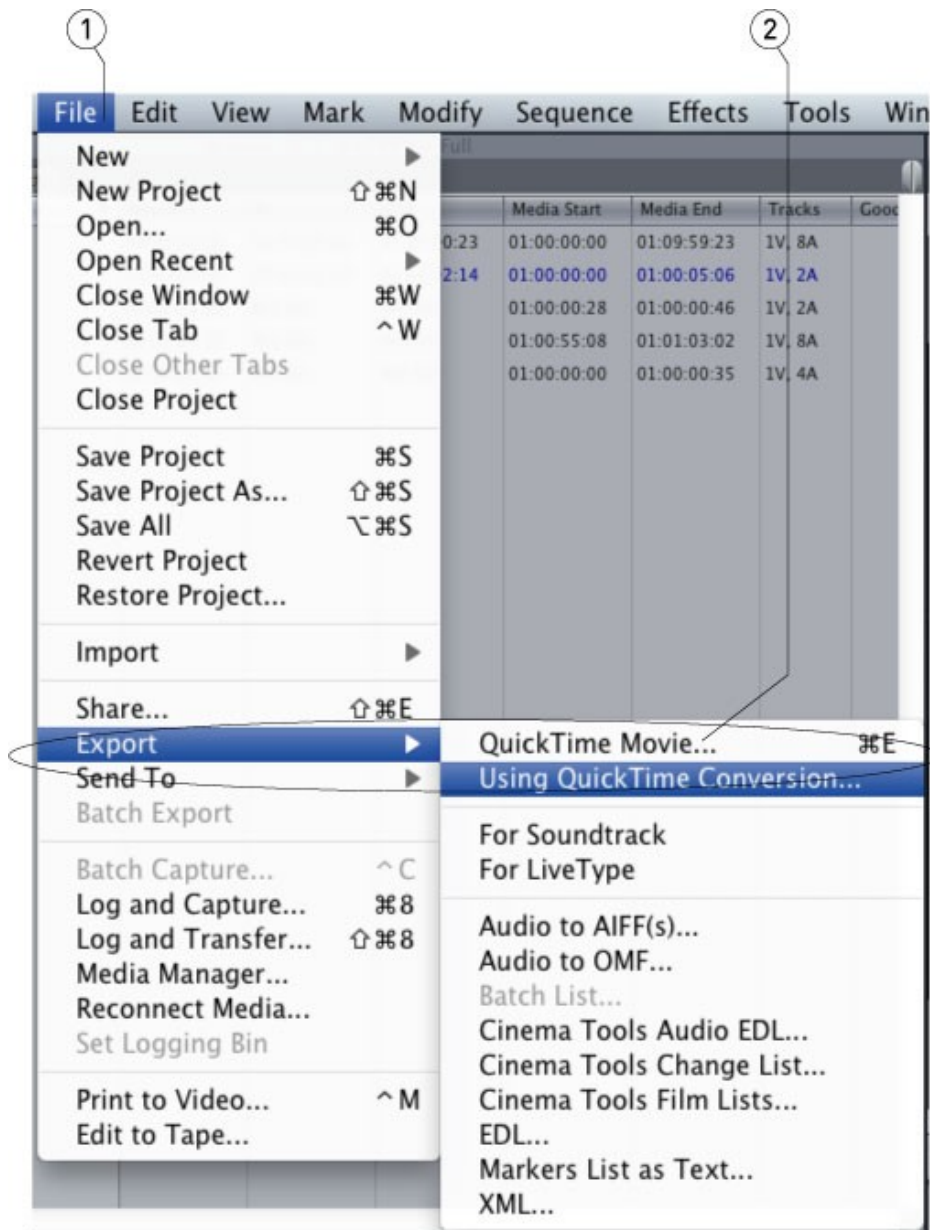 1 2
File Edit View Mark Modify Sequence Effects Tools Win
New
New Project ⇧⌘N
Open... ⌘O
Open Recent
Close Window ⌘W
Close Tab ^W
Close Other Tabs
Close Project
Save Project ⌘S
Save Project As... ⇧⌘S
Save All ⌥⌘S
Revert Project
Restore Project...
Import
Share... ⇧⌘E
Export
Send To
Batch Export
Batch Capture... ^C
Log and Capture... ⌘8
Log and Transfer... ⇧⌘8
Media Manager...
Reconnect Media...
Set Logging Bin
Print to Video... ^M
Edit to Tape...
Full
Media Start Media End Tracks Good
0:23 01:00:00:00 01:09:59:23 1V, 8A
2:14 01:00:00:00 01:00:05:06 1V, 2A
01:00:00:28 01:00:00:46 1V, 2A
01:00:55:08 01:01:03:02 1V, 8A
01:00:00:00 01:00:00:35 1V, 4A
QuickTime Movie... ⌘E
Using QuickTime Conversion...
For Soundtrack
For LiveType
Audio to AIFF(s)...
Audio to OMF...
Batch List...
Cinema Tools Audio EDL...
Cinema Tools Change List...
Cinema Tools Film Lists...
EDL...
Markers List as Text...
XML...